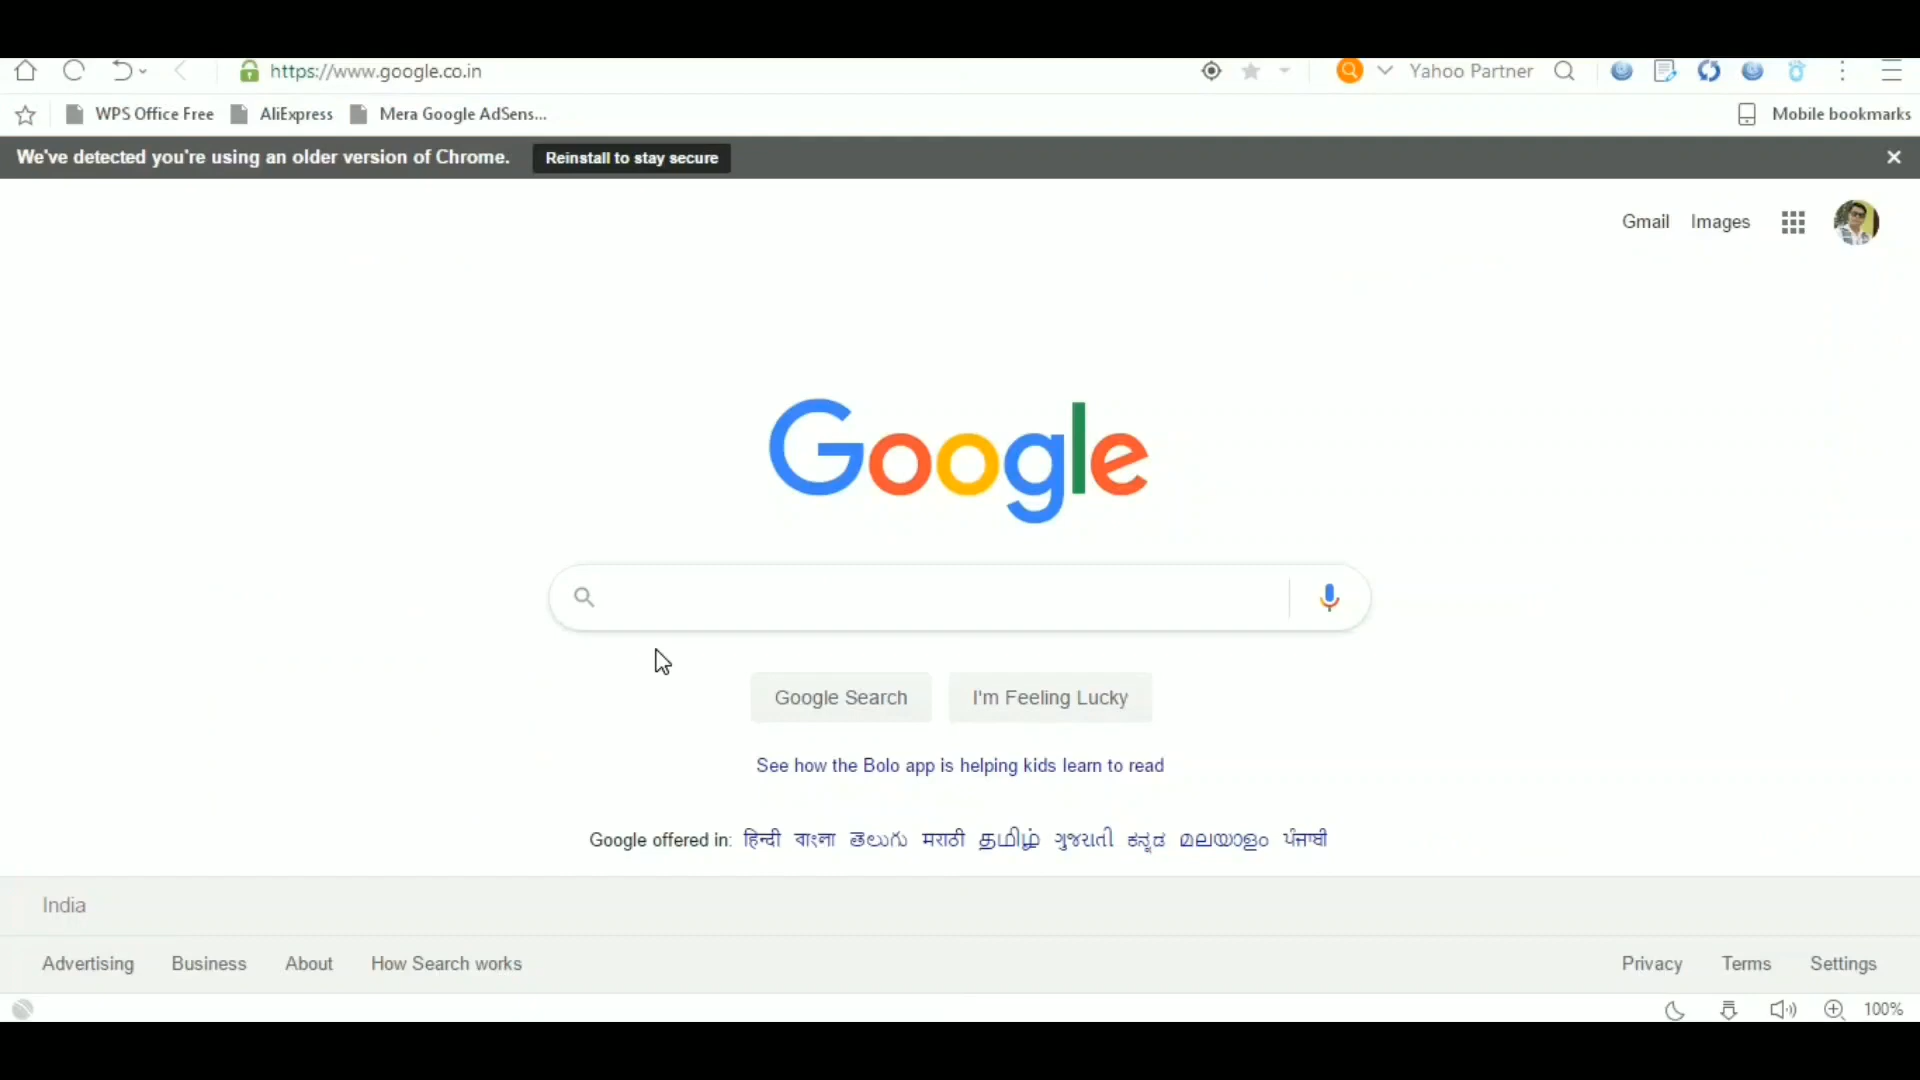 https://www.google.co.in Yahoo Partner
WPS Office Free AliExpress Mera Google AdSens... Mobile bookmarks
We've detected you're using an older version of Chrome. Reinstall to stay secure
Gmail Images
Google
Google Search I'm Feeling Lucky
See how the Bolo app is helping kids learn to read
Google offered in: हिन्दी বাংলা తెలుగు मराठी தமிழ் ગુજરાતી ಕನ್ನಡ മലയാളം ਪੰਜਾਬੀ
India
Advertising Business About How Search works Privacy Terms Settings
100%